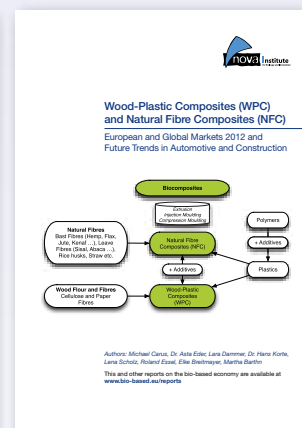 nova Institute
Wood-Plastic Composites (WPC)
and Natural Fibre Composites (NFC)
European and Global Markets 2012 and
Future Trends in Automotive and Construction
Biocomposites
Extrusion
Injection Moulding
Compression Moulding
Polymers
Natural Fibres
Bast Fibres (Hemp, Flax,
Jute, Kenaf …), Leave
Fibres (Sisal, Abaca …),
Rice husks, Straw etc.
Natural Fibre
Composites (NFC)
+ Additives
+ Additives
Plastics
Wood Flour and Fibres
Cellulose and Paper
Fibres
Wood-Plastic
Composites
(WPC)
Authors: Michael Carus, Dr. Asta Eder, Lara Dammer, Dr. Hans Korte,
Lena Scholz, Roland Essel, Elke Breitmayer, Martha Barthn
This and other reports on the bio-based economy are available at
www.bio-based.eu/reports